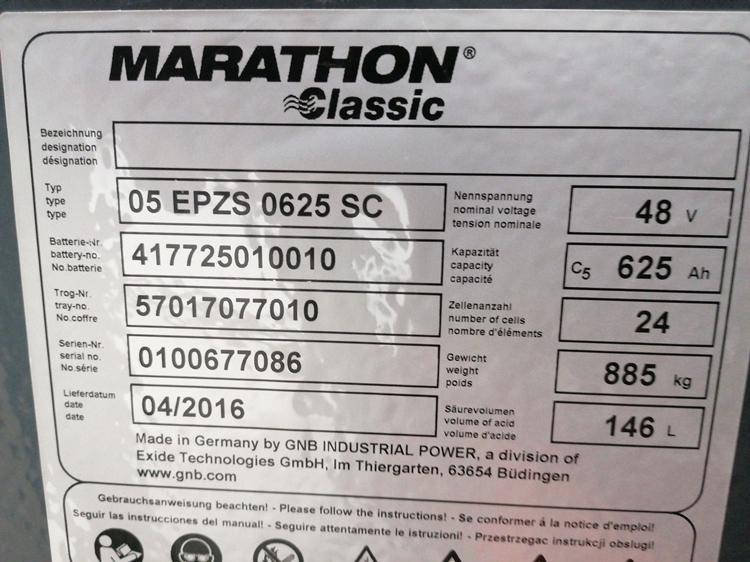 MARATHON®
Classic
Bezeichnung
designation
désignation
Typ
type
type
05 EPZS 0625 SC
Nennspannung
nominal voltage
tension nominale
48 V
Batterie-Nr.
battery-no.
No.batterie
417725010010
Kapazität
capacity
capacité
C5 625 Ah
Trog-Nr.
tray-no.
No.coffre
57017077010
Zellenanzahl
number of cells
nombre d'éléments
24
Serien-Nr.
serial no.
No.série
0100677086
Gewicht
weight
poids
885 kg
Lieferdatum
date
date
04/2016
Säurevolumen
volume of acid
volume d'acide
146 L
Made in Germany by GNB INDUSTRIAL POWER, a division of
Exide Technologies GmbH, Im Thiergarten, 63654 Büdingen
www.gnb.com
Gebrauchsanweisung beachten! - Please follow the instructions! - Se conformer á la notice d'emploi!
Seguir las instrucciones del manual! - Seguire attentamente le istruzioni! - Przestrzegac instrukcji obslugi!